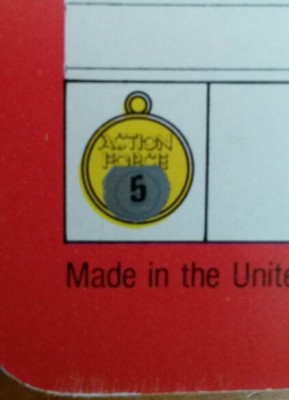 ACTION
FORCE
5
Made in the Unite